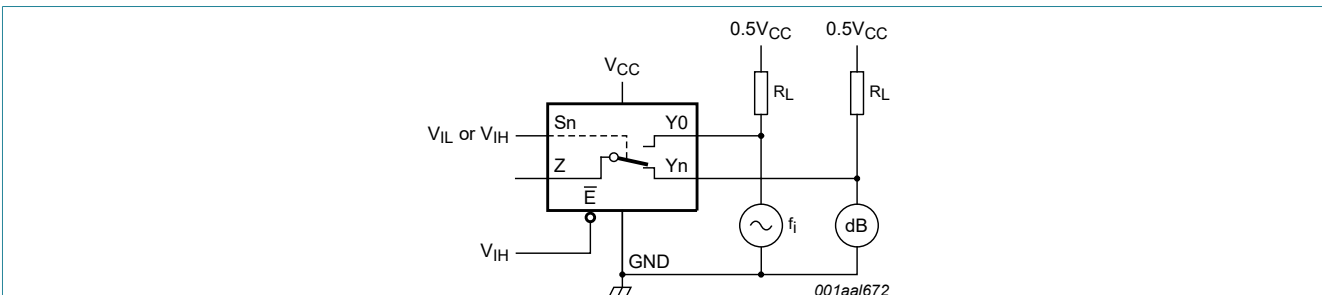 0.5VCC 0.5VCC
VCC
RL RL
Sn Y0
VIL or VIH
Z Yn
E
fi dB
VIH
GND
001aal672